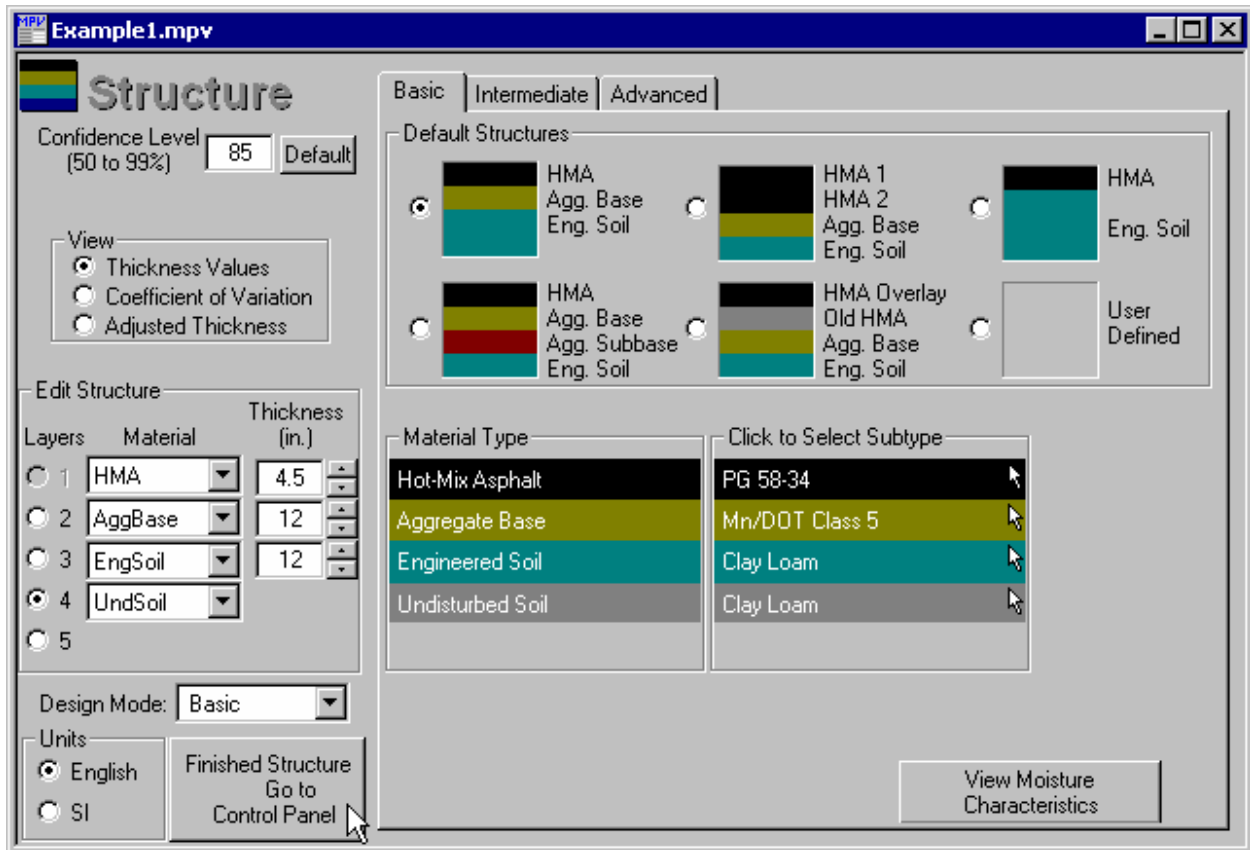 MPV
Example1.mpv
Structure
Confidence Level
(50 to 99%)
85
Default
View
Thickness Values
Coefficient of Variation
Adjusted Thickness
Edit Structure
Thickness
Layers Material (in.)
1 HMA 4.5
2 AggBase 12
3 EngSoil 12
4 UndSoil
5
Design Mode: Basic
Units
English
SI
Finished Structure
Go to
Control Panel
Basic Intermediate Advanced
Default Structures
HMA
Agg. Base
Eng. Soil
HMA 1
HMA 2
Agg. Base
Eng. Soil
HMA
Eng. Soil
HMA
Agg. Base
Agg. Subbase
Eng. Soil
HMA Overlay
Old HMA
Agg. Base
Eng. Soil
User
Defined
Material Type
Hot-Mix Asphalt
Aggregate Base
Engineered Soil
Undisturbed Soil
Click to Select Subtype
PG 58-34
Mn/DOT Class 5
Clay Loam
Clay Loam
View Moisture
Characteristics